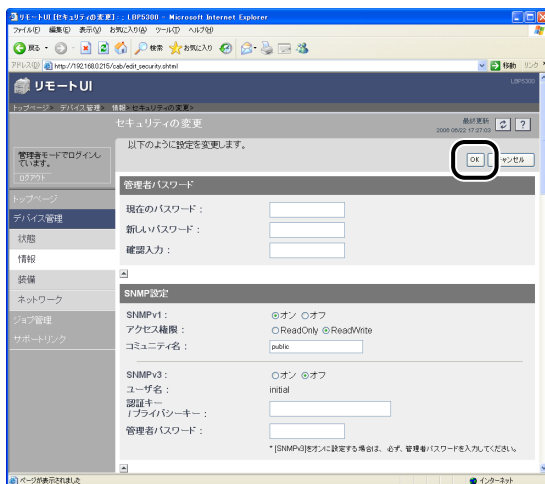 リモートUI [セキュリティの変更] : : LBP5300 - Microsoft Internet Explorer
ファイル(F) 編集(E) 表示(V) お気に入り(A) ツール(T) ヘルプ(H)
戻る 検索 お気に入り
アドレス(D) http://192.168.0.215/cab/edit_security.shtml 移動 リンク
リモートUI
LBP5300
トップページ> デバイス管理> 情報> セキュリティの変更>
セキュリティの変更
最終更新
2006 06/22 17:37:03
?
管理者モードでログインしています。
ログアウト
以下のように設定を変更します。
OK キャンセル
トップページ
デバイス管理
状態
情報
装備
ネットワーク
ジョブ管理
サポートリンク
管理者パスワード
現在のパスワード：
新しいパスワード：
確認入力：
SNMP設定
SNMPv1： オン オフ
アクセス権限： ReadOnly ReadWrite
コミュニティ名： public
SNMPv3： オン オフ
ユーザ名： initial
認証キー
/プライバシーキー：
管理者パスワード：
* [SNMPv3]をオンに設定する場合は、必ず、管理者パスワードを入力してください。
ページが表示されました
インターネット